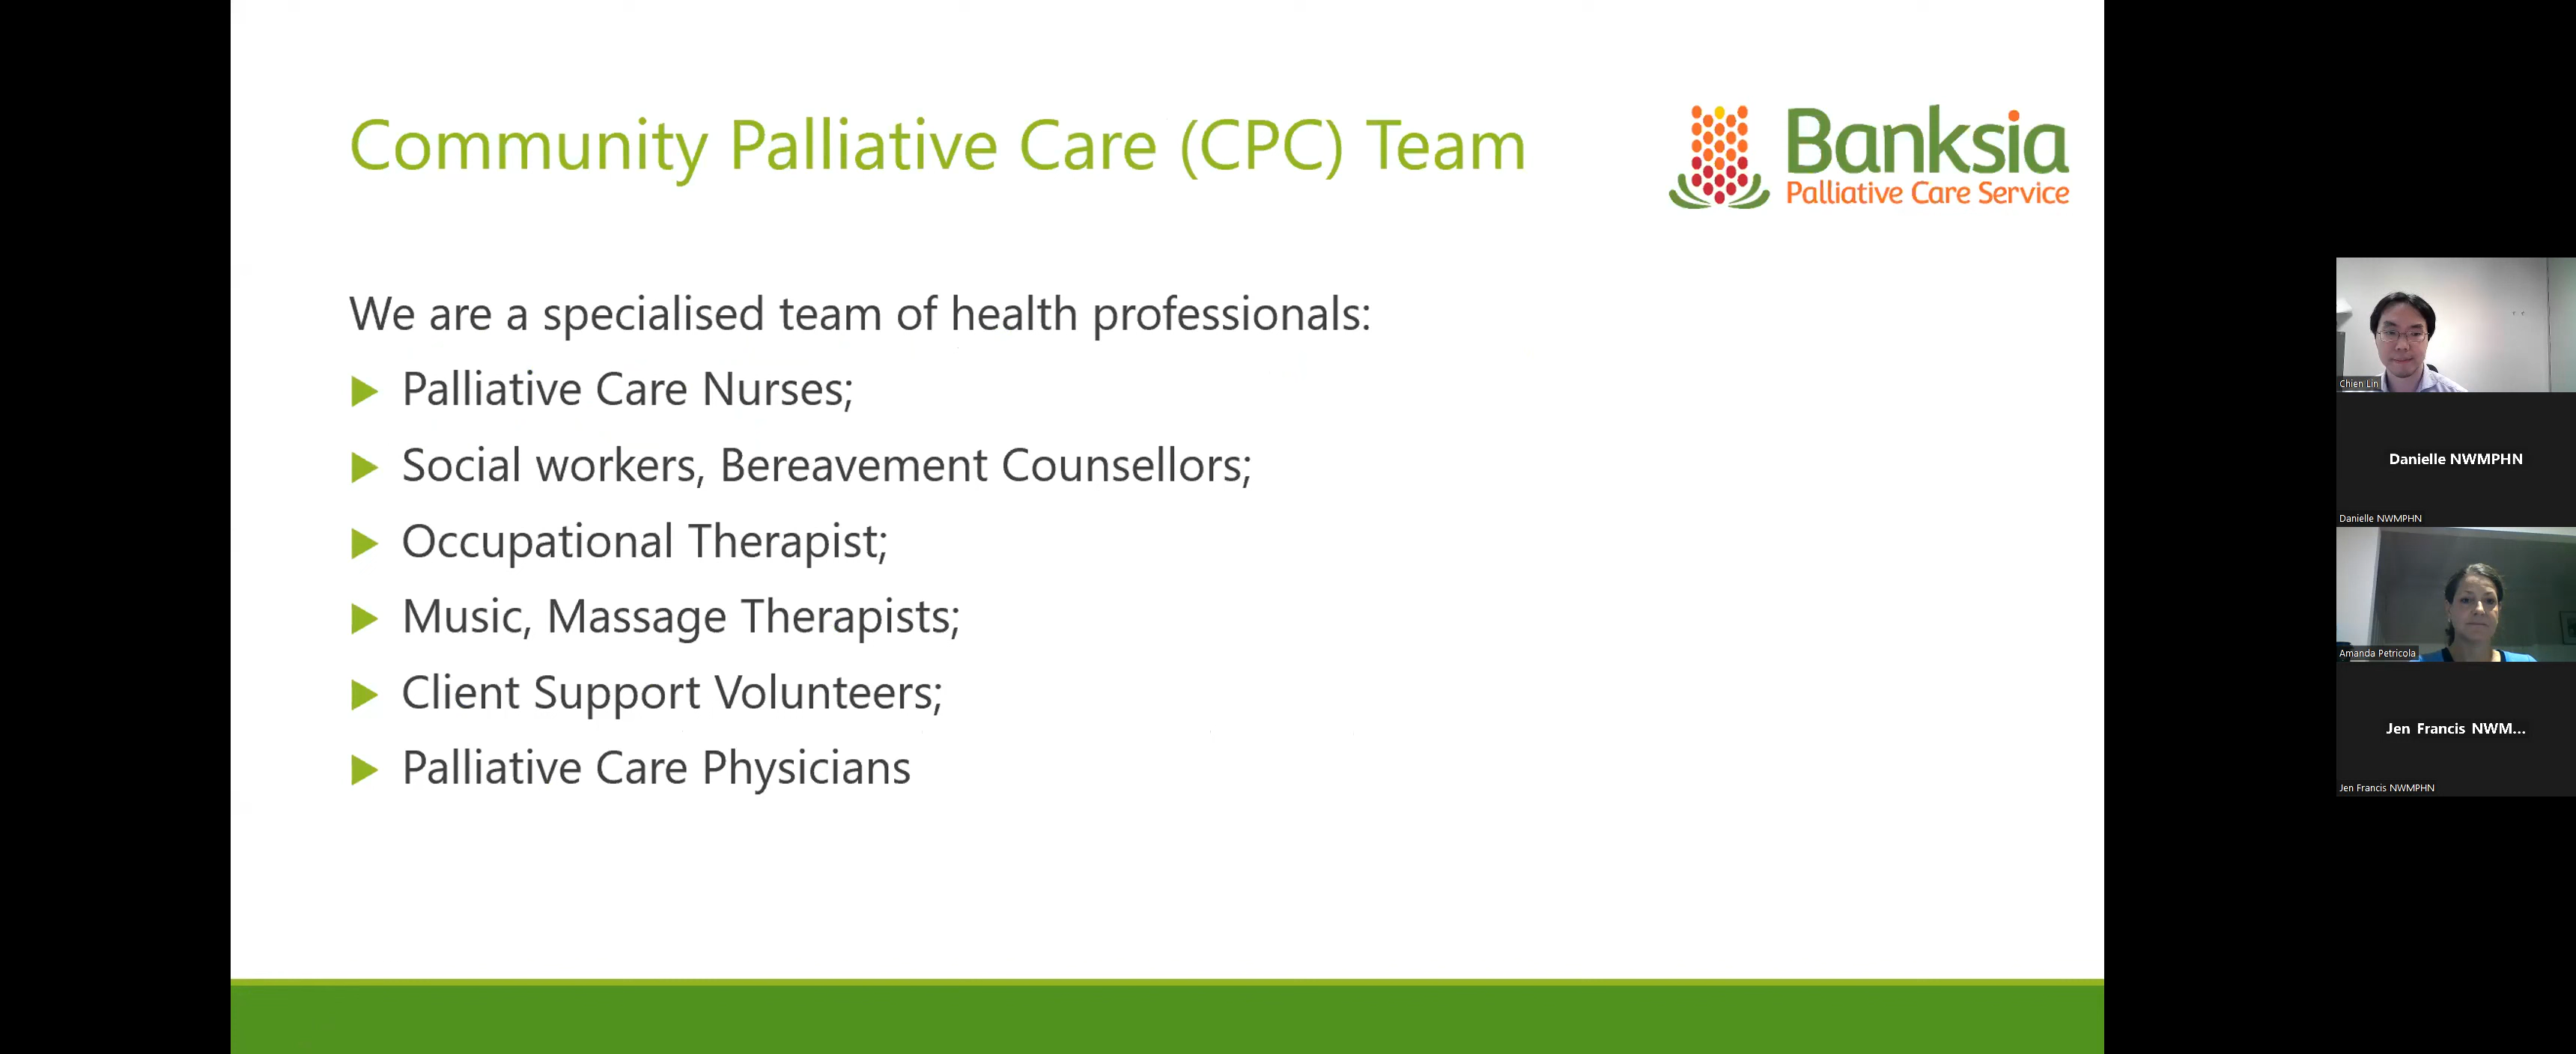 Community Palliative Care (CPC) Team
Banksia
Palliative Care Service
We are a specialised team of health professionals:
Palliative Care Nurses;
Social workers, Bereavement Counsellors;
Occupational Therapist;
Music, Massage Therapists;
Client Support Volunteers;
Palliative Care Physicians
Chien Lin
Danielle NWMPHN
Danielle NWMPHN
Amanda Petricola
Jen Francis NWM...
Jen Francis NWMPHN